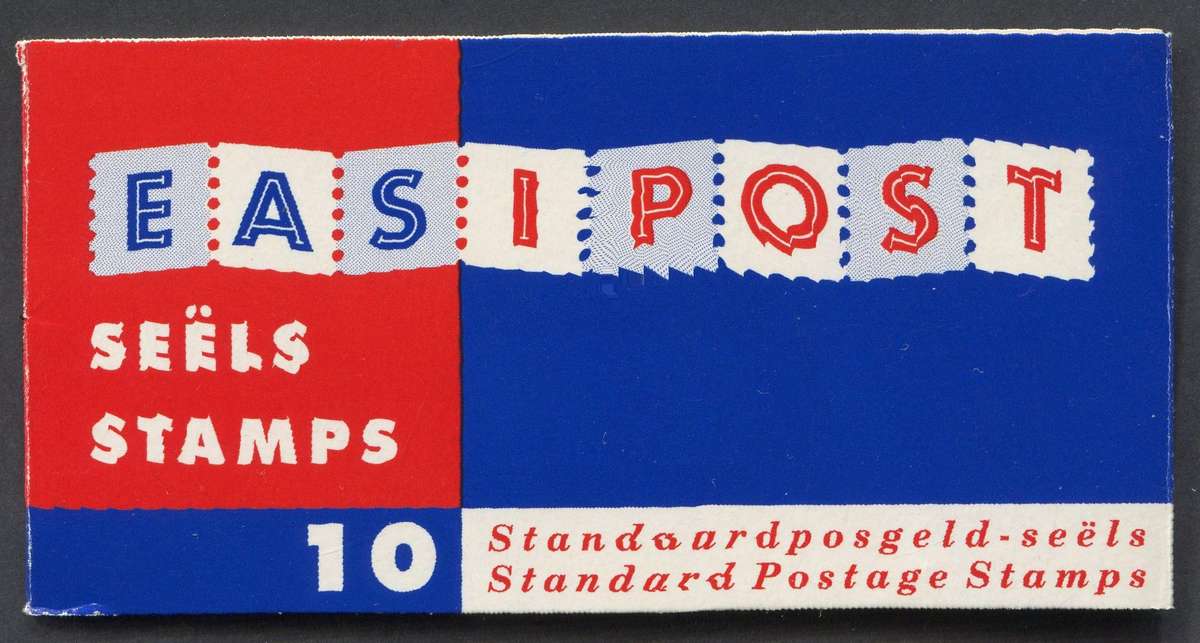 EASIPOST
SEËLS
STAMPS
10
Standaardposgeld-seëls
Standard Postage Stamps